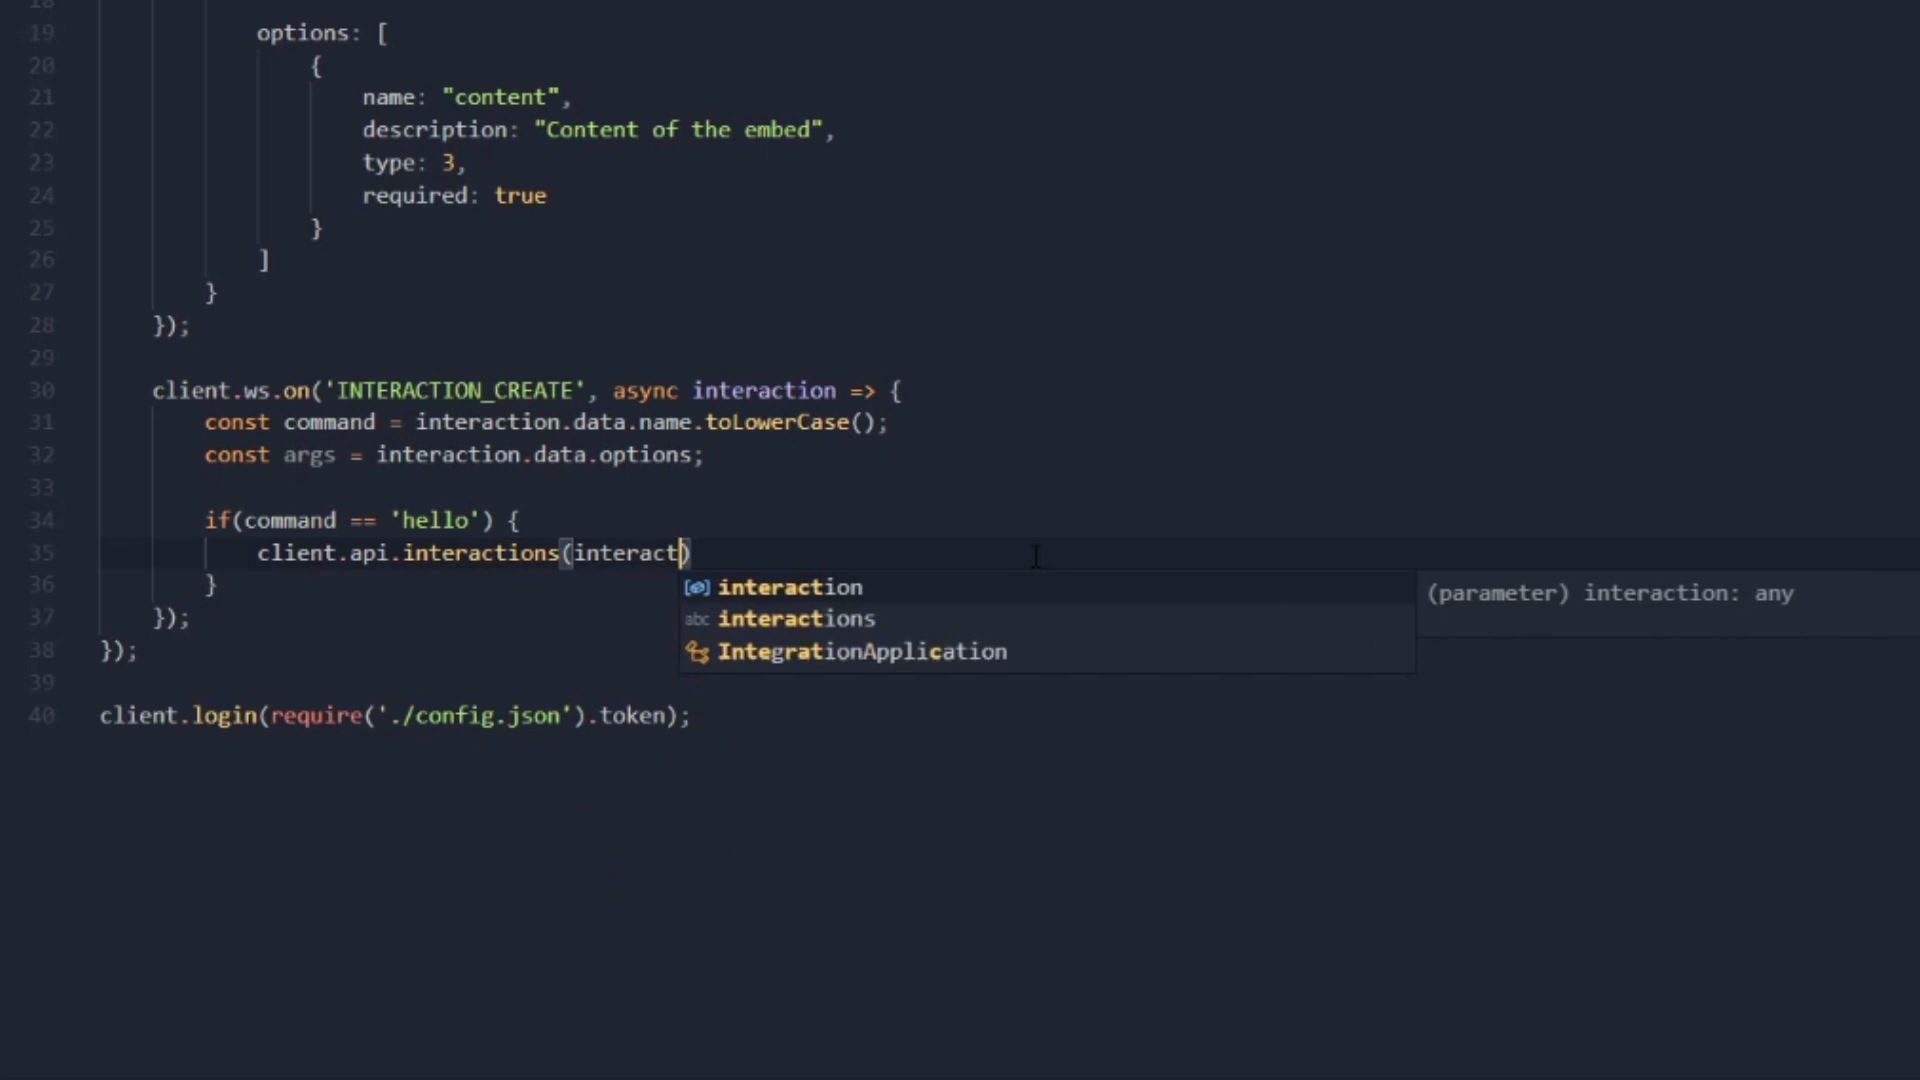 18
19 options: [
20 {
21 name: "content",
22 description: "Content of the embed",
23 type: 3,
24 required: true
25 }
26 ]
27 }
28 });
29
30 client.ws.on('INTERACTION_CREATE', async interaction => {
31 const command = interaction.data.name.toLowerCase();
32 const args = interaction.data.options;
33
34 if(command == 'hello') {
35 client.api.interactions(interact)
36 }
interaction
(parameter) interaction: any
37 });
interactions
38 });
IntegrationApplication
39
40 client.login(require('./config.json').token);
abc